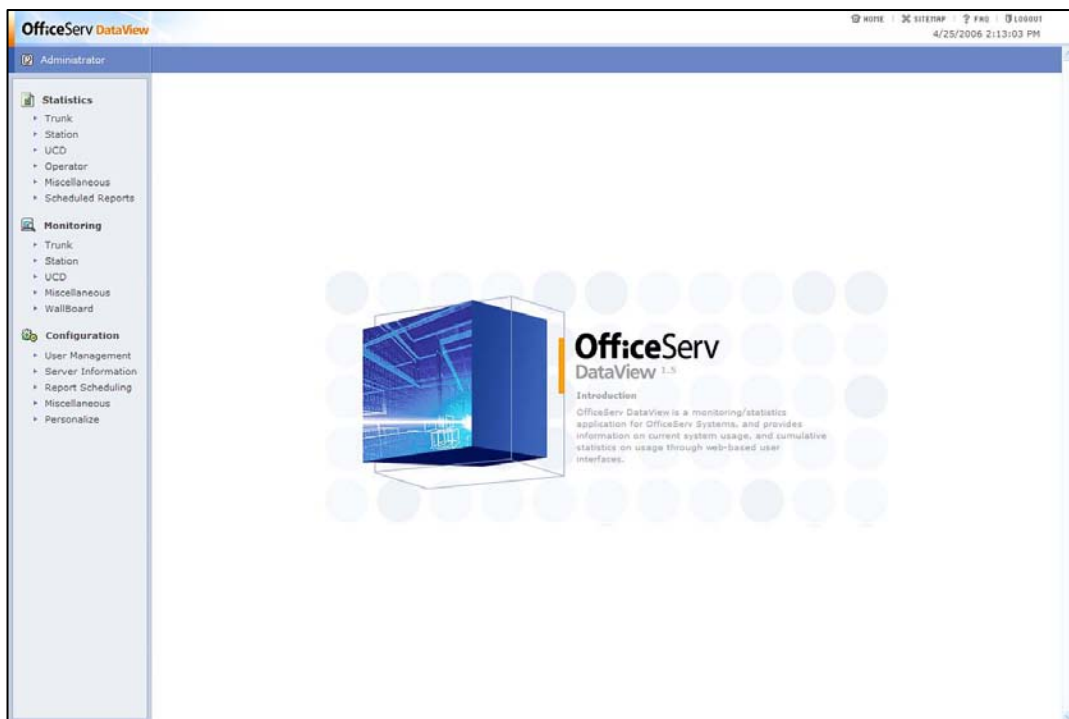 OfficeServ DataView
HOME | SITEMAP | ? FAQ | LOGOUT
4/25/2006 2:13:03 PM
Administrator
Statistics
Trunk
Station
UCD
Operator
Miscellaneous
Scheduled Reports
Monitoring
Trunk
Station
UCD
Miscellaneous
WallBoard
Configuration
User Management
Server Information
Report Scheduling
Miscellaneous
Personalize
OfficeServ
DataView 1.5
Introduction
OfficeServ DataView is a monitoring/statistics
application for OfficeServ Systems, and provides
information on current system usage, and cumulative
statistics on usage through web-based user
interfaces.